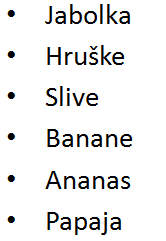 • Jabolka
• Hruške
• Slive
• Banane
• Ananas
• Papaja